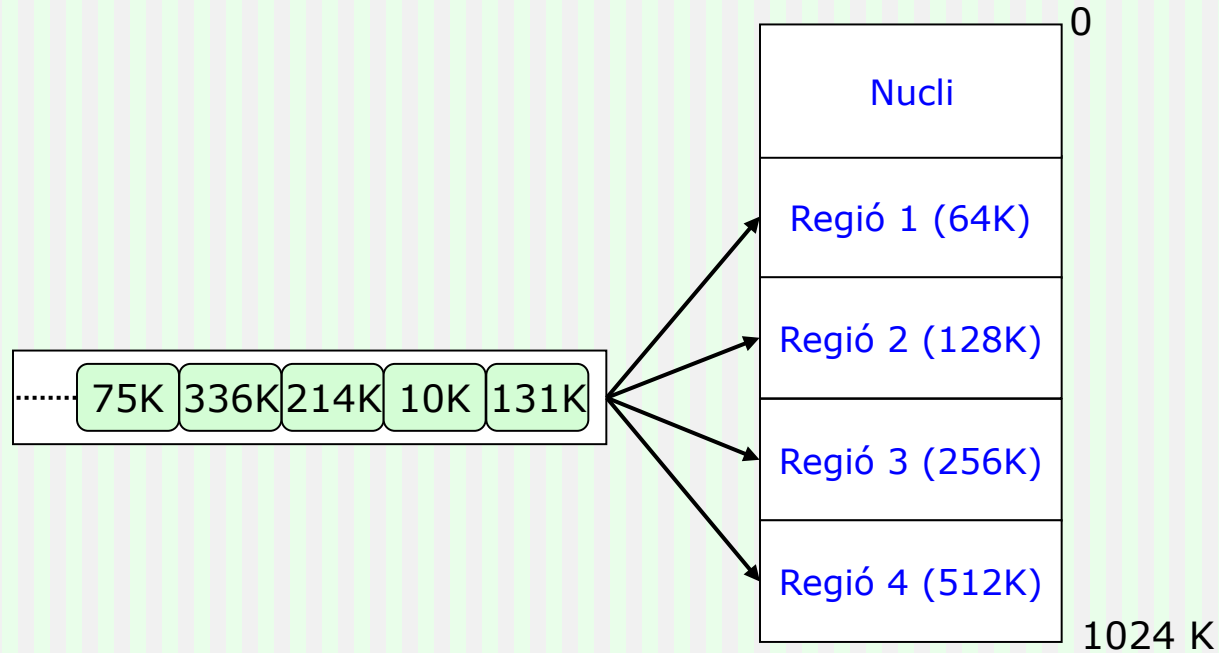 0
Nucli
Regió 1 (64K)
Regió 2 (128K)
75K 336K 214K 10K 131K
Regió 3 (256K)
Regió 4 (512K)
1024 K